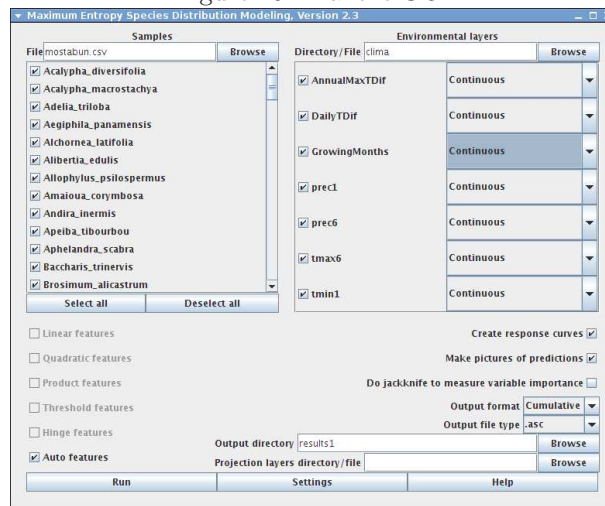 Maximum Entropy Species Distribution Modeling, Version 2.3
Samples
File mostabun.csv Browse
Acalypha_diversifolia
Acalypha_macrostachya
Adelia_triloba
Aegiphila_panamensis
Alchornea_latifolia
Alibertia_edulis
Allophylus_psilospermus
Amaioua_corymbosa
Andira_inermis
Apeiba_tibourbou
Aphelandra_scabra
Baccharis_trinervis
Brosimum_alicastrum
Select all Deselect all
Environmental layers
Directory/File clima Browse
AnnualMaxTDif Continuous
DailyTDif Continuous
GrowingMonths Continuous
prec1 Continuous
prec6 Continuous
tmax6 Continuous
tmin1 Continuous
Linear features
Quadratic features
Product features
Threshold features
Hinge features
Auto features
Create response curves
Make pictures of predictions
Do jackknife to measure variable importance
Output format Cumulative
Output file type .asc
Output directory results1 Browse
Projection layers directory/file Browse
Run Settings Help